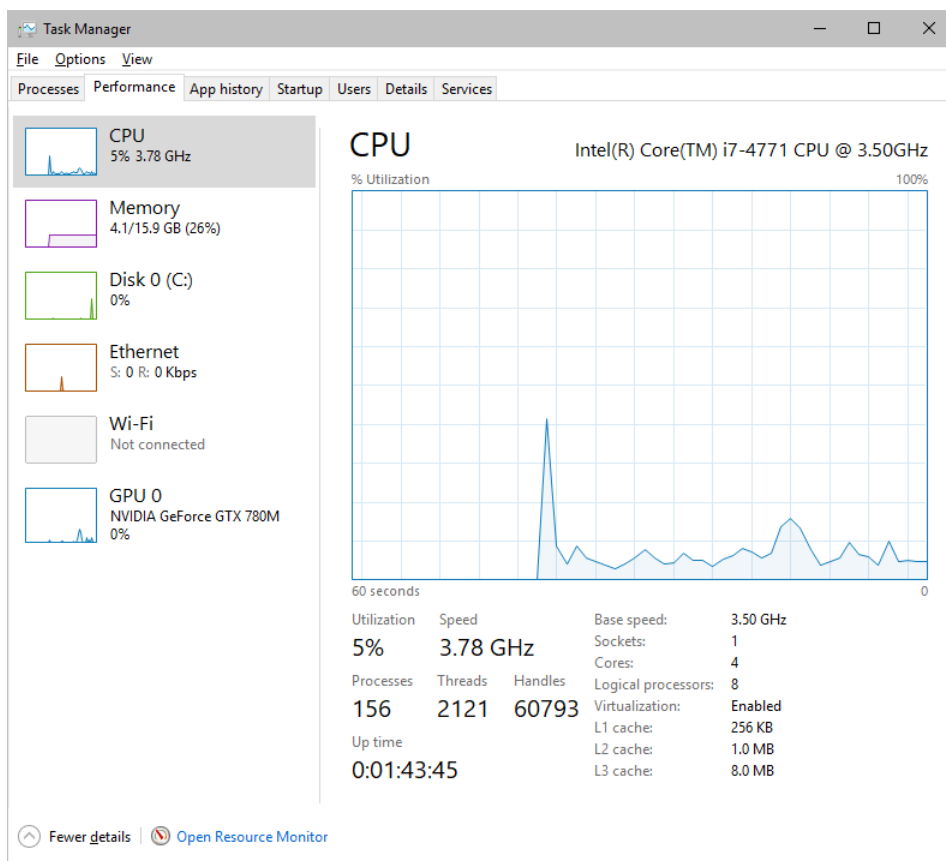 Task Manager
File Options View
Processes Performance App history Startup Users Details Services
CPU
5% 3.78 GHz
Memory
4.1/15.9 GB (26%)
Disk 0 (C:)
0%
Ethernet
S: 0 R: 0 Kbps
Wi-Fi
Not connected
GPU 0
NVIDIA GeForce GTX 780M
0%
CPU Intel(R) Core(TM) i7-4771 CPU @ 3.50GHz
% Utilization 100%
60 seconds 0
Utilization Speed
5% 3.78 GHz
Processes Threads Handles
156 2121 60793
Up time
0:01:43:45
Base speed: 3.50 GHz
Sockets: 1
Cores: 4
Logical processors: 8
Virtualization: Enabled
L1 cache: 256 KB
L2 cache: 1.0 MB
L3 cache: 8.0 MB
Fewer details Open Resource Monitor